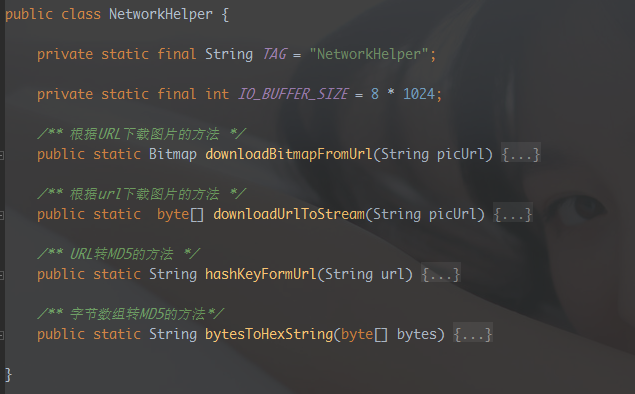 public class NetworkHelper {
private static final String TAG = "NetworkHelper";
private static final int IO_BUFFER_SIZE = 8 * 1024;
/** 根据URL下载图片的方法 */
public static Bitmap downloadBitmapFromUrl(String picUrl) {...}
/** 根据url下载图片的方法 */
public static  byte[] downloadUrlToStream(String picUrl) {...}
/** URL转MD5的方法 */
public static String hashKeyFormUrl(String url) {...}
/** 字节数组转MD5的方法*/
public static String bytesToHexString(byte[] bytes) {...}
}